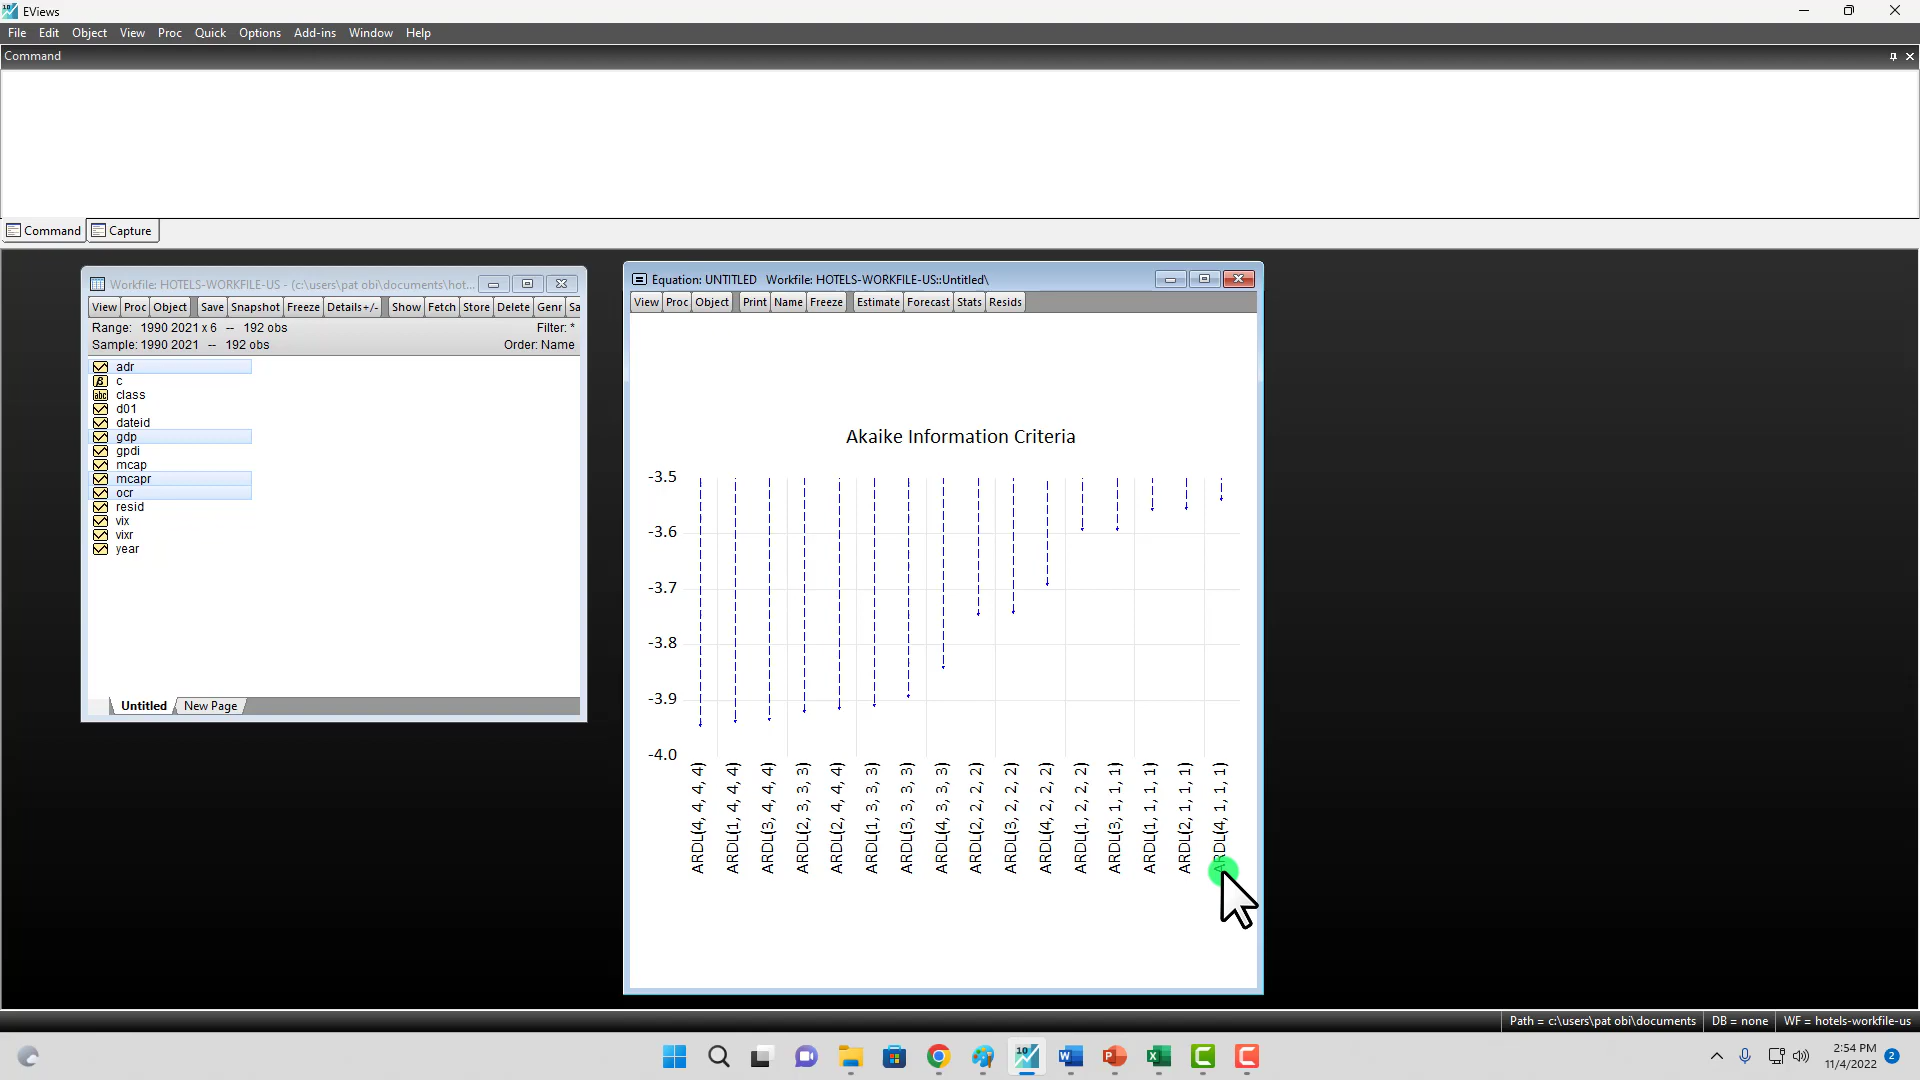 EViews
File Edit Object View Proc Quick Options Add-ins Window Help
Command
Command Capture
Workfile: HOTELS-WORKFILE-US - (c:\users\pat obi\documents\hot...
View Proc Object Save Snapshot Freeze Details+/- Show Fetch Store Delete Genr Sa
Range: 1990 2021 x 6 -- 192 obs Filter: *
Sample: 1990 2021 -- 192 obs Order: Name
adr
c
class
d01
dateid
gdp
gpdi
mcap
mcapr
ocr
resid
vix
vixr
year
Untitled New Page
Equation: UNTITLED Workfile: HOTELS-WORKFILE-US::Untitled\
View Proc Object Print Name Freeze Estimate Forecast Stats Resids
Akaike Information Criteria
-3.5
-3.6
-3.7
-3.8
-3.9
-4.0
ARDL(4, 4, 4, 4)
ARDL(1, 4, 4, 4)
ARDL(3, 4, 4, 4)
ARDL(2, 3, 3, 3)
ARDL(2, 4, 4, 4)
ARDL(1, 3, 3, 3)
ARDL(3, 3, 3, 3)
ARDL(4, 3, 3, 3)
ARDL(2, 2, 2, 2)
ARDL(3, 2, 2, 2)
ARDL(4, 2, 2, 2)
ARDL(1, 2, 2, 2)
ARDL(3, 1, 1, 1)
ARDL(1, 1, 1, 1)
ARDL(2, 1, 1, 1)
ARDL(4, 1, 1, 1)
Path = c:\users\pat obi\documents DB = none WF = hotels-workfile-us
2:54 PM
11/4/2022
2